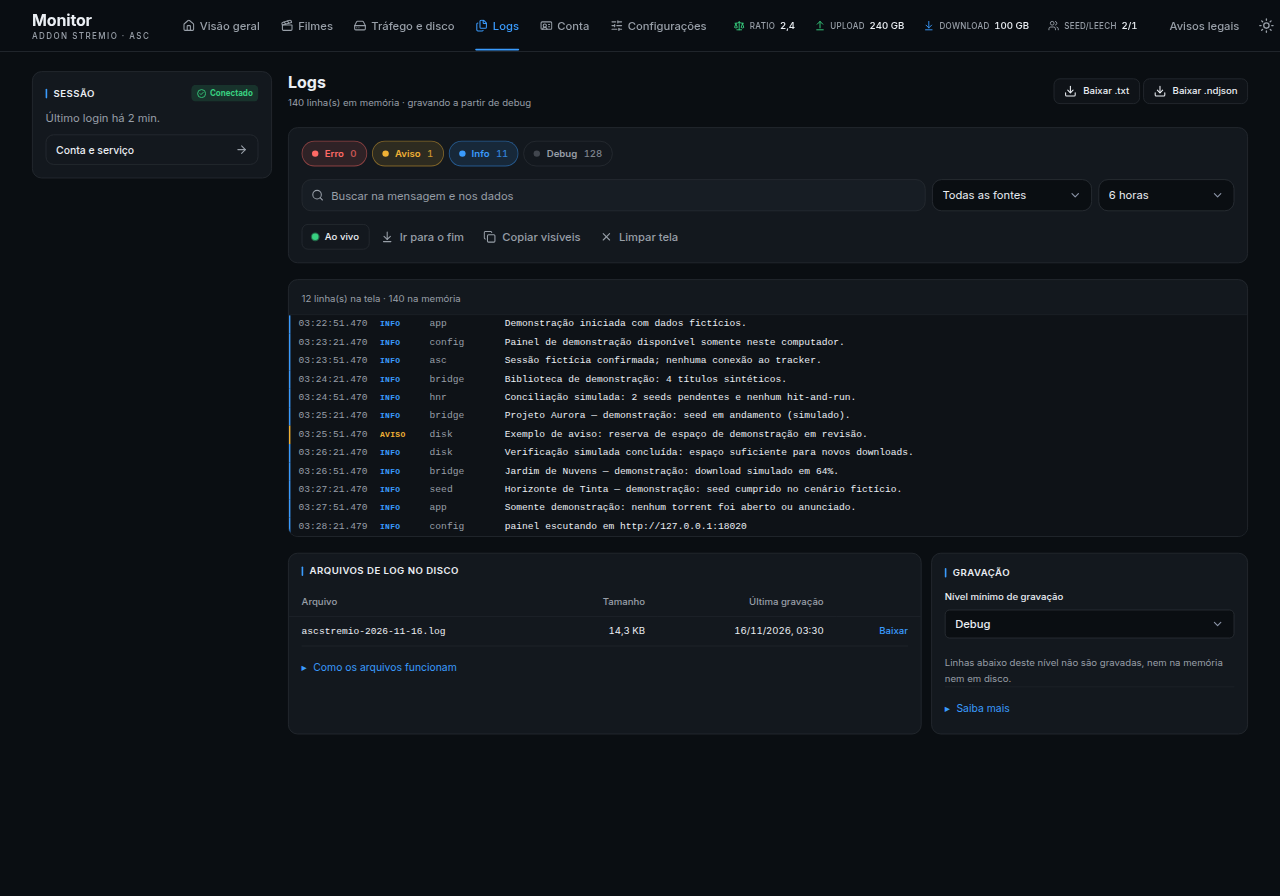 Monitor
ADDON STREMIO · ASC
Visão geral
Filmes
Tráfego e disco
Logs
Conta
Configurações
RATIO 2,4
UPLOAD 240 GB
DOWNLOAD 100 GB
SEED/LEECH 2/1
Avisos legais
SESSÃO
Conectado
Último login há 2 min.
Conta e serviço
Logs
140 linha(s) em memória · gravando a partir de debug
Baixar .txt
Baixar .ndjson
Erro 0
Aviso 1
Info 11
Debug 128
Buscar na mensagem e nos dados
Todas as fontes
6 horas
Ao vivo
Ir para o fim
Copiar visíveis
Limpar tela
12 linha(s) na tela · 140 na memória
03:22:51.470 INFO app Demonstração iniciada com dados fictícios.
03:23:21.470 INFO config Painel de demonstração disponível somente neste computador.
03:23:51.470 INFO asc Sessão fictícia confirmada; nenhuma conexão ao tracker.
03:24:21.470 INFO bridge Biblioteca de demonstração: 4 títulos sintéticos.
03:24:51.470 INFO hnr Conciliação simulada: 2 seeds pendentes e nenhum hit-and-run.
03:25:21.470 INFO bridge Projeto Aurora — demonstração: seed em andamento (simulado).
03:25:51.470 AVISO disk Exemplo de aviso: reserva de espaço de demonstração em revisão.
03:26:21.470 INFO disk Verificação simulada concluída: espaço suficiente para novos downloads.
03:26:51.470 INFO bridge Jardim de Nuvens — demonstração: download simulado em 64%.
03:27:21.470 INFO seed Horizonte de Tinta — demonstração: seed cumprido no cenário fictício.
03:27:51.470 INFO app Somente demonstração: nenhum torrent foi aberto ou anunciado.
03:28:21.479 INFO config painel escutando em http://127.0.0.1:18020
ARQUIVOS DE LOG NO DISCO
Arquivo Tamanho Última gravação
ascstremio-2026-11-16.log 14,3 KB 16/11/2026, 03:30 Baixar
▸ Como os arquivos funcionam
GRAVAÇÃO
Nível mínimo de gravação
Debug
Linhas abaixo deste nível não são gravadas, nem na memória
nem em disco.
▸ Saiba mais